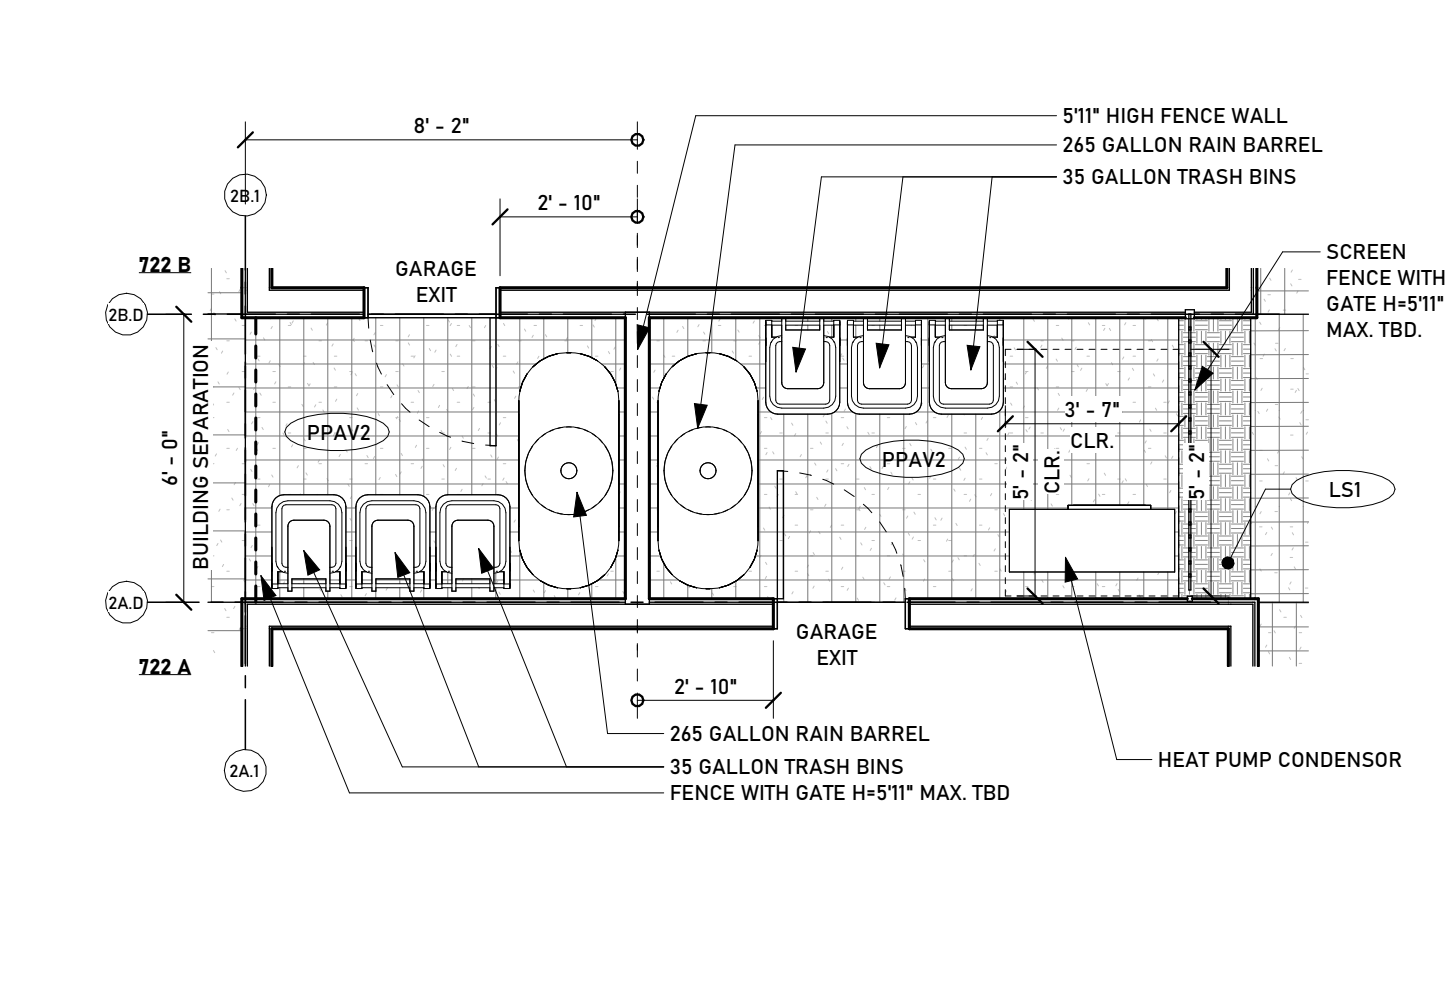 5'11" HIGH FENCE WALL
8' - 2"
265 GALLON RAIN BARREL
35 GALLON TRASH BINS
2B.1
2' - 10"
SCREEN
FENCE WITH
GATE H=5'11"
MAX. TBD.
722 B
GARAGE
EXIT
2B.D
6' - 0"
BUILDING SEPARATION
PPAV2
PPAV2
3' - 7"
CLR.
5' - 2"
CLR.
5' - 2"
LS1
2A.D
722 A
GARAGE
EXIT
2' - 10"
265 GALLON RAIN BARREL
HEAT PUMP CONDENSOR
2A.1
35 GALLON TRASH BINS
FENCE WITH GATE H=5'11" MAX. TBD